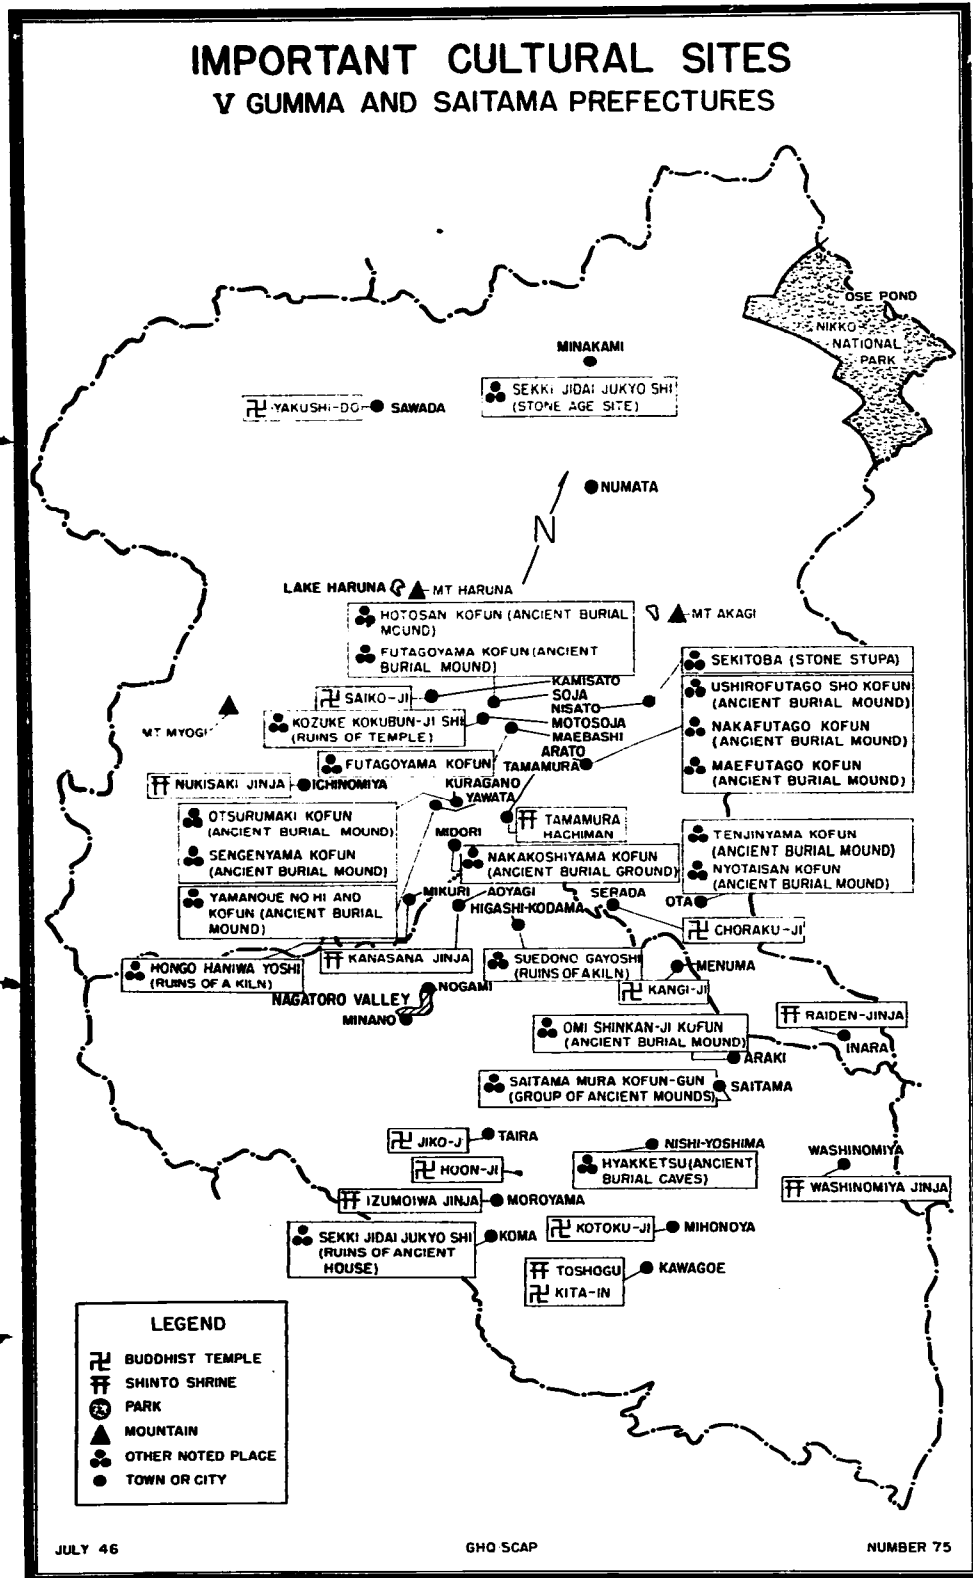 IMPORTANT CULTURAL SITES
V GUMMA AND SAITAMA PREFECTURES
OSE POND
NIKKO
NATIONAL
PARK
MINAKAMI
SEKKI JIDAI JUKYO SHI
(STONE AGE SITE)
YAKUSHI-DO
SAWADA
NUMATA
N
LAKE HARUNA
MT HARUNA
MT AKAGI
HOTOSAN KOFUN (ANCIENT BURIAL
MOUND)
FUTAGOYAMA KOFUN (ANCIENT
BURIAL MOUND)
SEKITOBA (STONE STUPA)
USHIROFUTAGO SHO KOFUN
(ANCIENT BURIAL MOUND)
NAKAFUTAGO KOFUN
(ANCIENT BURIAL MOUND)
MAEFUTAGO KOFUN
(ANCIENT BURIAL MOUND)
KAMISATO
SAIKO-JI
SOJA
NISATO
MT MYOGI
KOZUKE KOKUBUN-JI SHI
(RUINS OF TEMPLE)
MOTOSOJA
MAEBASHI
ARATO
FUTAGOYAMA KOFUN
TAMAMURA
NUKISAKI JINJA
ICHINOMIYA
KURAGANO
YAWATA
OTSURUMAKI KOFUN
(ANCIENT BURIAL MOUND)
SENGENYAMA KOFUN
(ANCIENT BURIAL MOUND)
TAMAMURA
HACHIMAN
TENJINYAMA KOFUN
(ANCIENT BURIAL MOUND)
NYOTAISAN KOFUN
(ANCIENT BURIAL MOUND)
MIDORI
NAKAKOSHIYAMA KOFUN
(ANCIENT BURIAL GROUND)
YAMANOUE NO HI AND
KOFUN (ANCIENT BURIAL
MOUND)
MIKURI
AOYAGI
HIGASHI-KODAMA
SERADA
OTA
CHORAKU-JI
HONGO HANIWA YOSHI
(RUINS OF A KILN)
KANASANA JINJA
SUEDONO GAYOSHI
(RUINS OF A KILN)
MENUMA
KANGI-JI
NOGAMI
NAGATORO VALLEY
MINANO
RAIDEN-JINJA
INARA
OMI SHINKAN-JI KOFUN
(ANCIENT BURIAL MOUND)
ARAKI
SAITAMA MURA KOFUN-GUN
(GROUP OF ANCIENT MOUNDS)
SAITAMA
JIKO-J
TAIRA
NISHI-YOSHIMA
HYAKKETSU (ANCIENT
BURIAL CAVES)
WASHINOMIYA
WASHINOMIYA JINJA
HOON-JI
IZUMOIWA JINJA
MOROYAMA
KOTOKU-JI
MIHONOYA
SEKKI JIDAI JUKYO SHI
(RUINS OF ANCIENT
HOUSE)
KOMA
TOSHOGU
KITA-IN
KAWAGOE
LEGEND
BUDDHIST TEMPLE
SHINTO SHRINE
PARK
MOUNTAIN
OTHER NOTED PLACE
TOWN OR CITY
JULY 46
GHQ SCAP
NUMBER 75